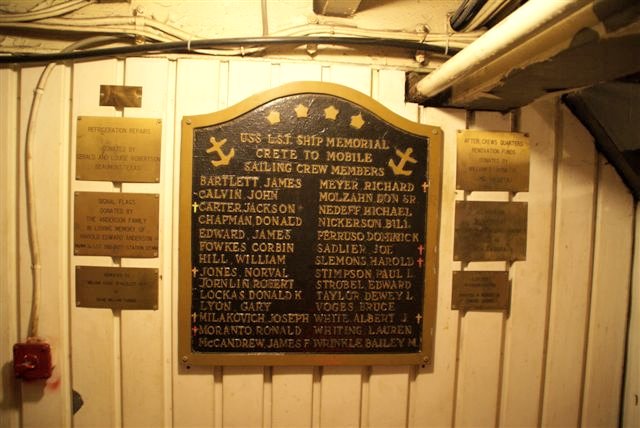 REFRIGERATION REPAIRS
DONATED BY
GERALD AND LOUISE ROBERTSON
BEAUMONT, TEXAS
SIGNAL FLAGS
DONATED BY
THE ANDERSON FAMILY
IN LOVING MEMORY OF
HAROLD EDWARD ANDERSON
DONATED BY
USS L.S.T. SHIP MEMORIAL
CRETE TO MOBILE
SAILING CREW MEMBERS
BARTLETT, JAMES
CALVIN, JOHN
CARTER, JACKSON
CHAPMAN, DONALD
EDWARD, JAMES
FOWKES CORBIN
HILL, WILLIAM
JONES, NORVAL
JORNLIN ROBERT
LOCKAS DONALD K
LYON GARY
MILAKOVICH, JOSEPH
MORANTO, RONALD
McCANDREW, JAMES F
MEYER, RICHARD
MOLZAHN, DON SR
NEDEFF, MICHAEL
NICKERSON, BILL
PERRUSO, DOMINICK
SADLIER, JOE
SLEMONS, HAROLD
STIMPSON, PAUL L
STROBEL, EDWARD
TAYLOR, DEWEY L
VOGES, BRUCE
WHITE, ALBERT J
WHITING, LAUREN
WRINKLE, BAILEY M.
AFTER CREWS QUARTERS
RENOVATION FUNDS
DONATED BY